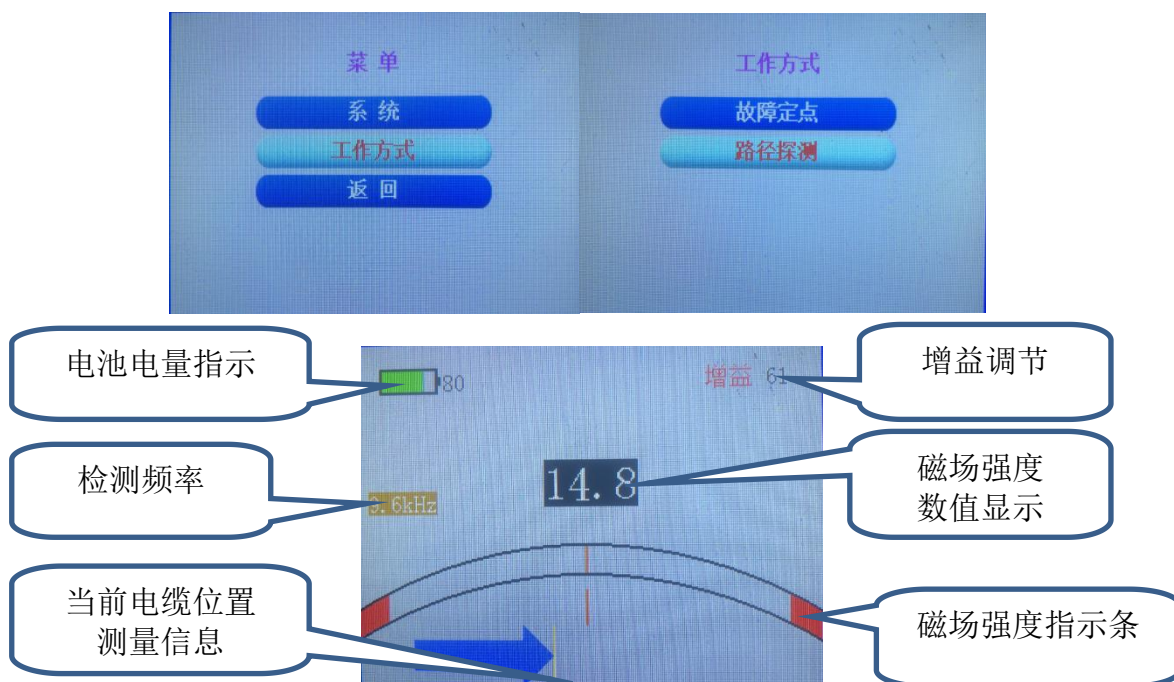 菜 单
系 统
工作方式
返 回
工作方式
故障定点
路径探测
电池电量指示
80
增益 61
增益调节
检测频率
14.8
磁场强度
数值显示
当前电缆位置
测量信息
磁场强度指示条